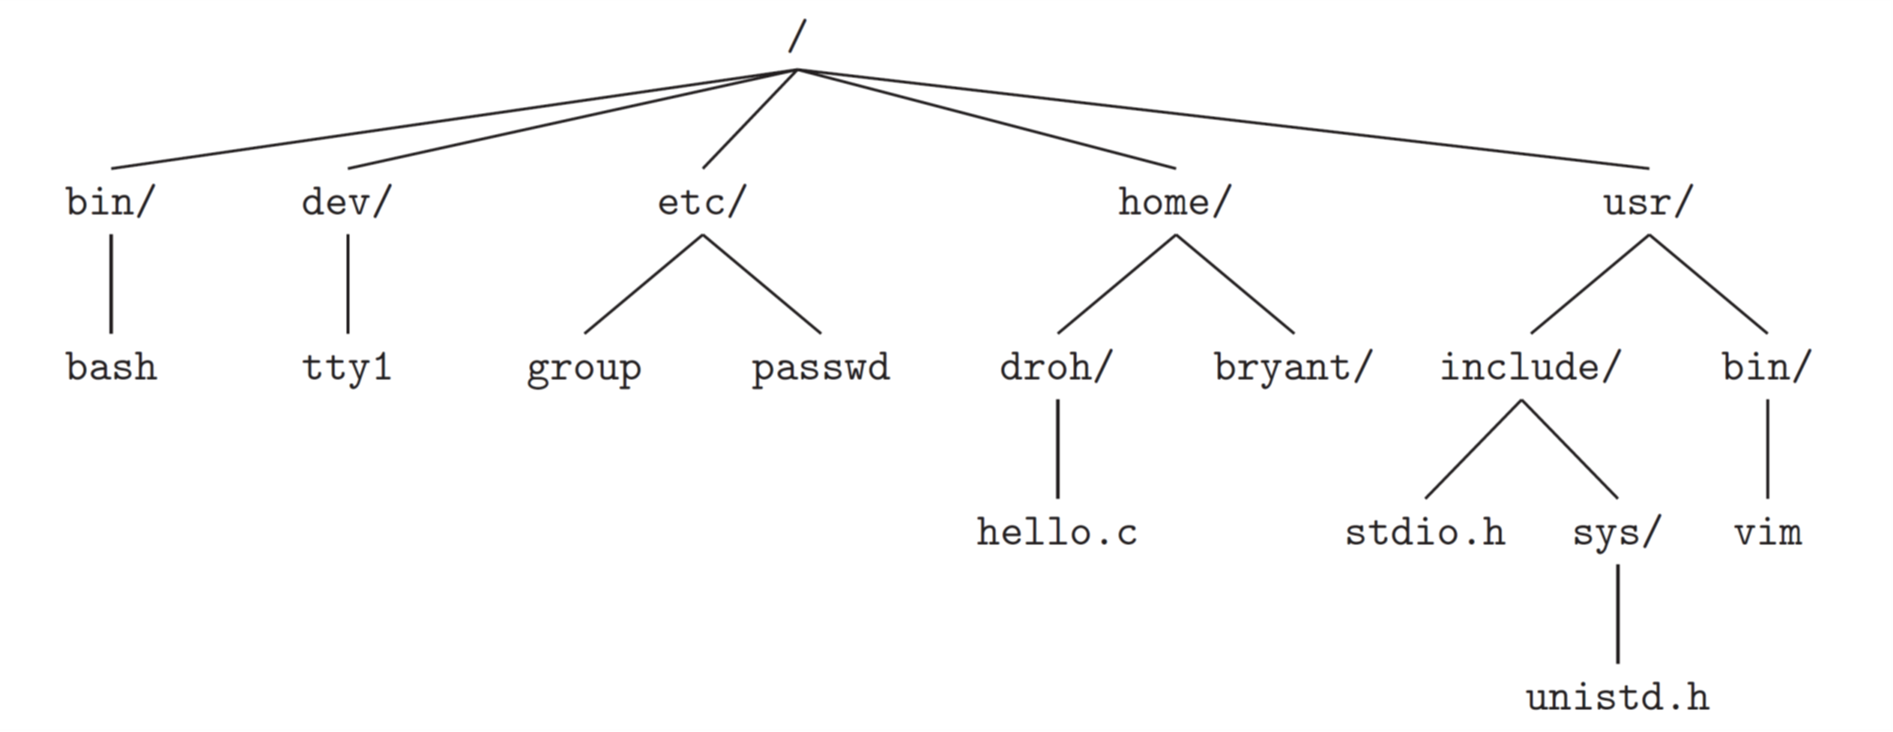 /
bin/ dev/ etc/ home/ usr/
bash tty1 group passwd droh/ bryant/ include/ bin/
hello.c stdio.h sys/ vim
unistd.h